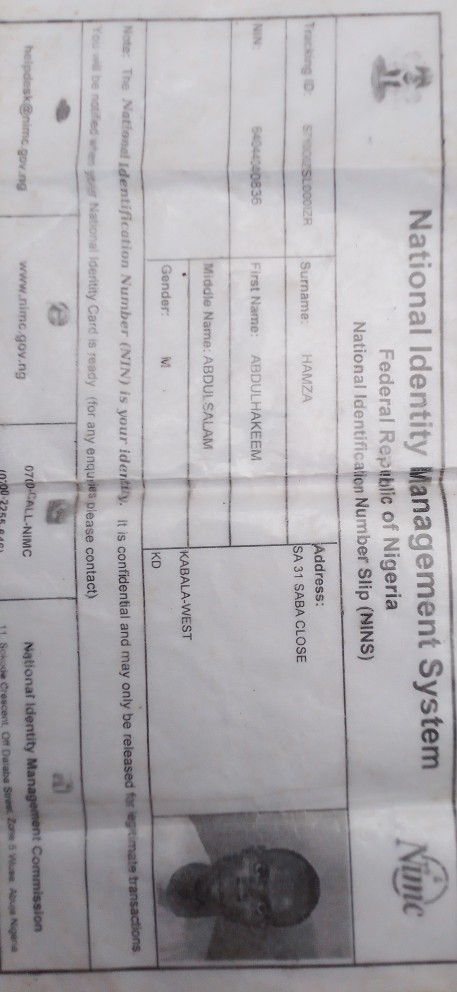 National Identity Management System
Federal Republic of Nigeria
National Identification Number Slip (NINS)
Nimc
Tracking ID:
Surname: HAMZA
Address:
SA 31 SABA CLOSE
NIN:
First Name: ABDULHAKEEM
Middle Name: ABDULSALAM
KABALA-WEST
Gender: M
KD
Note: The National Identification Number (NIN) is your identity. It is confidential and may only be released for legitimate transactions.
You will be notified when your National Identity Card is ready (for any enquiries please contact)
helpdesk@nimc.gov.ng
www.nimc.gov.ng
ALL-NIMC
National Identity Management Commission
11, Sokode Crescent, Off Dalaba Street, Zone 5 Wuse, Abuja Nigeria